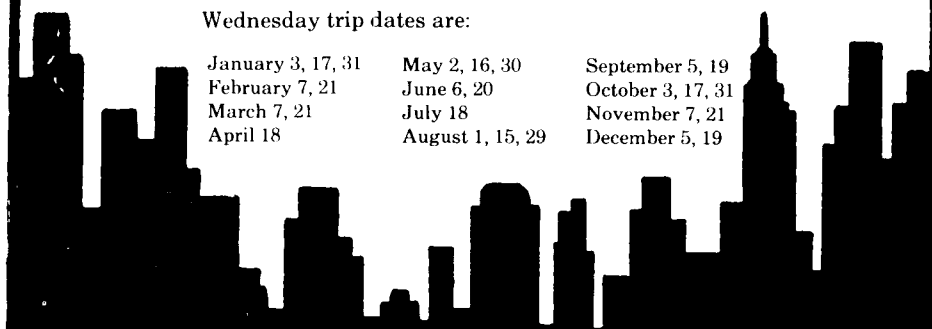 Wednesday trip dates are:
January 3, 17, 31
February 7, 21
March 7, 21
April 18
May 2, 16, 30
June 6, 20
July 18
August 1, 15, 29
September 5, 19
October 3, 17, 31
November 7, 21
December 5, 19